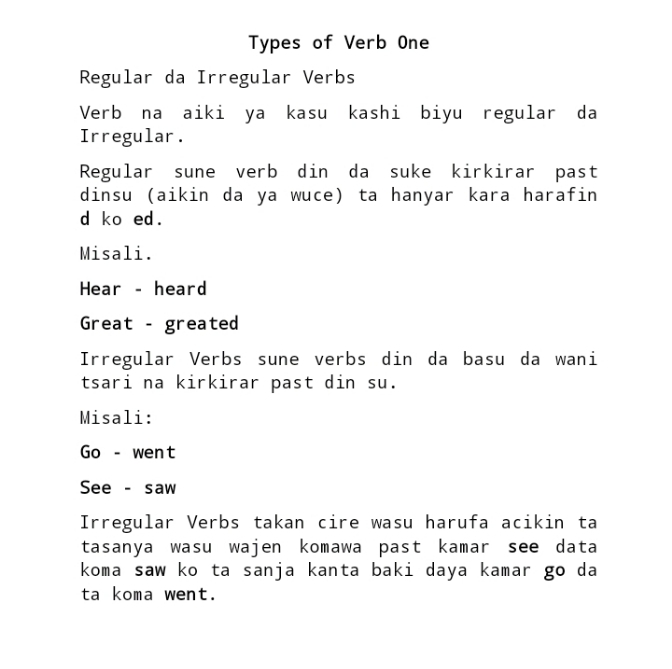 Types of Verb One
Regular da Irregular Verbs
Verb na aiki ya kasu kashi biyu regular da
Irregular.
Regular sune verb din da suke kirkirar past
dinsu (aikin da ya wuce) ta hanyar kara harafin
d ko ed.
Misali.
Hear - heard
Great - greated
Irregular Verbs sune verbs din da basu da wani
tsari na kirkirar past din su.
Misali:
Go - went
See - saw
Irregular Verbs takan cire wasu harufa acikin ta
tasanya wasu wajen komawa past kamar see data
koma saw ko ta sanja kanta baki daya kamar go da
ta koma went.